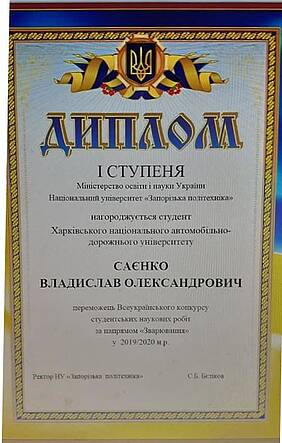 ДИПЛОМ
І СТУПЕНЯ
Міністерство освіти і науки України
Національний університет «Запорізька політехніка»
нагороджується студент
Харківського національного автомобільно-
дорожнього університету
САЄНКО
ВЛАДИСЛАВ ОЛЕКСАНДРОВИЧ
переможець Всеукраїнського конкурсу
студентських наукових робіт
за напрямом «Зварювання»
у 2019/2020 н.р.
Ректор НУ «Запорізька політехніка» С.Б. Бєліков